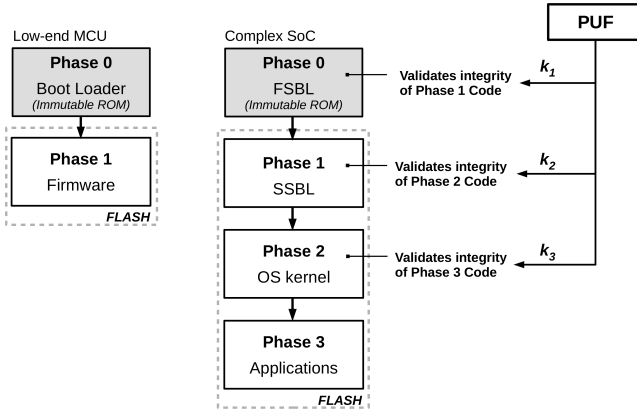 Low-end MCU
Phase 0
Boot Loader
(Immutable ROM)
Phase 1
Firmware
FLASH
Complex SoC
Phase 0
FSBL
(Immutable ROM)
Phase 1
SSBL
Phase 2
OS kernel
Phase 3
Applications
FLASH
Validates integrity
of Phase 1 Code
Validates integrity
of Phase 2 Code
Validates integrity
of Phase 3 Code
PUF
k1
k2
k3